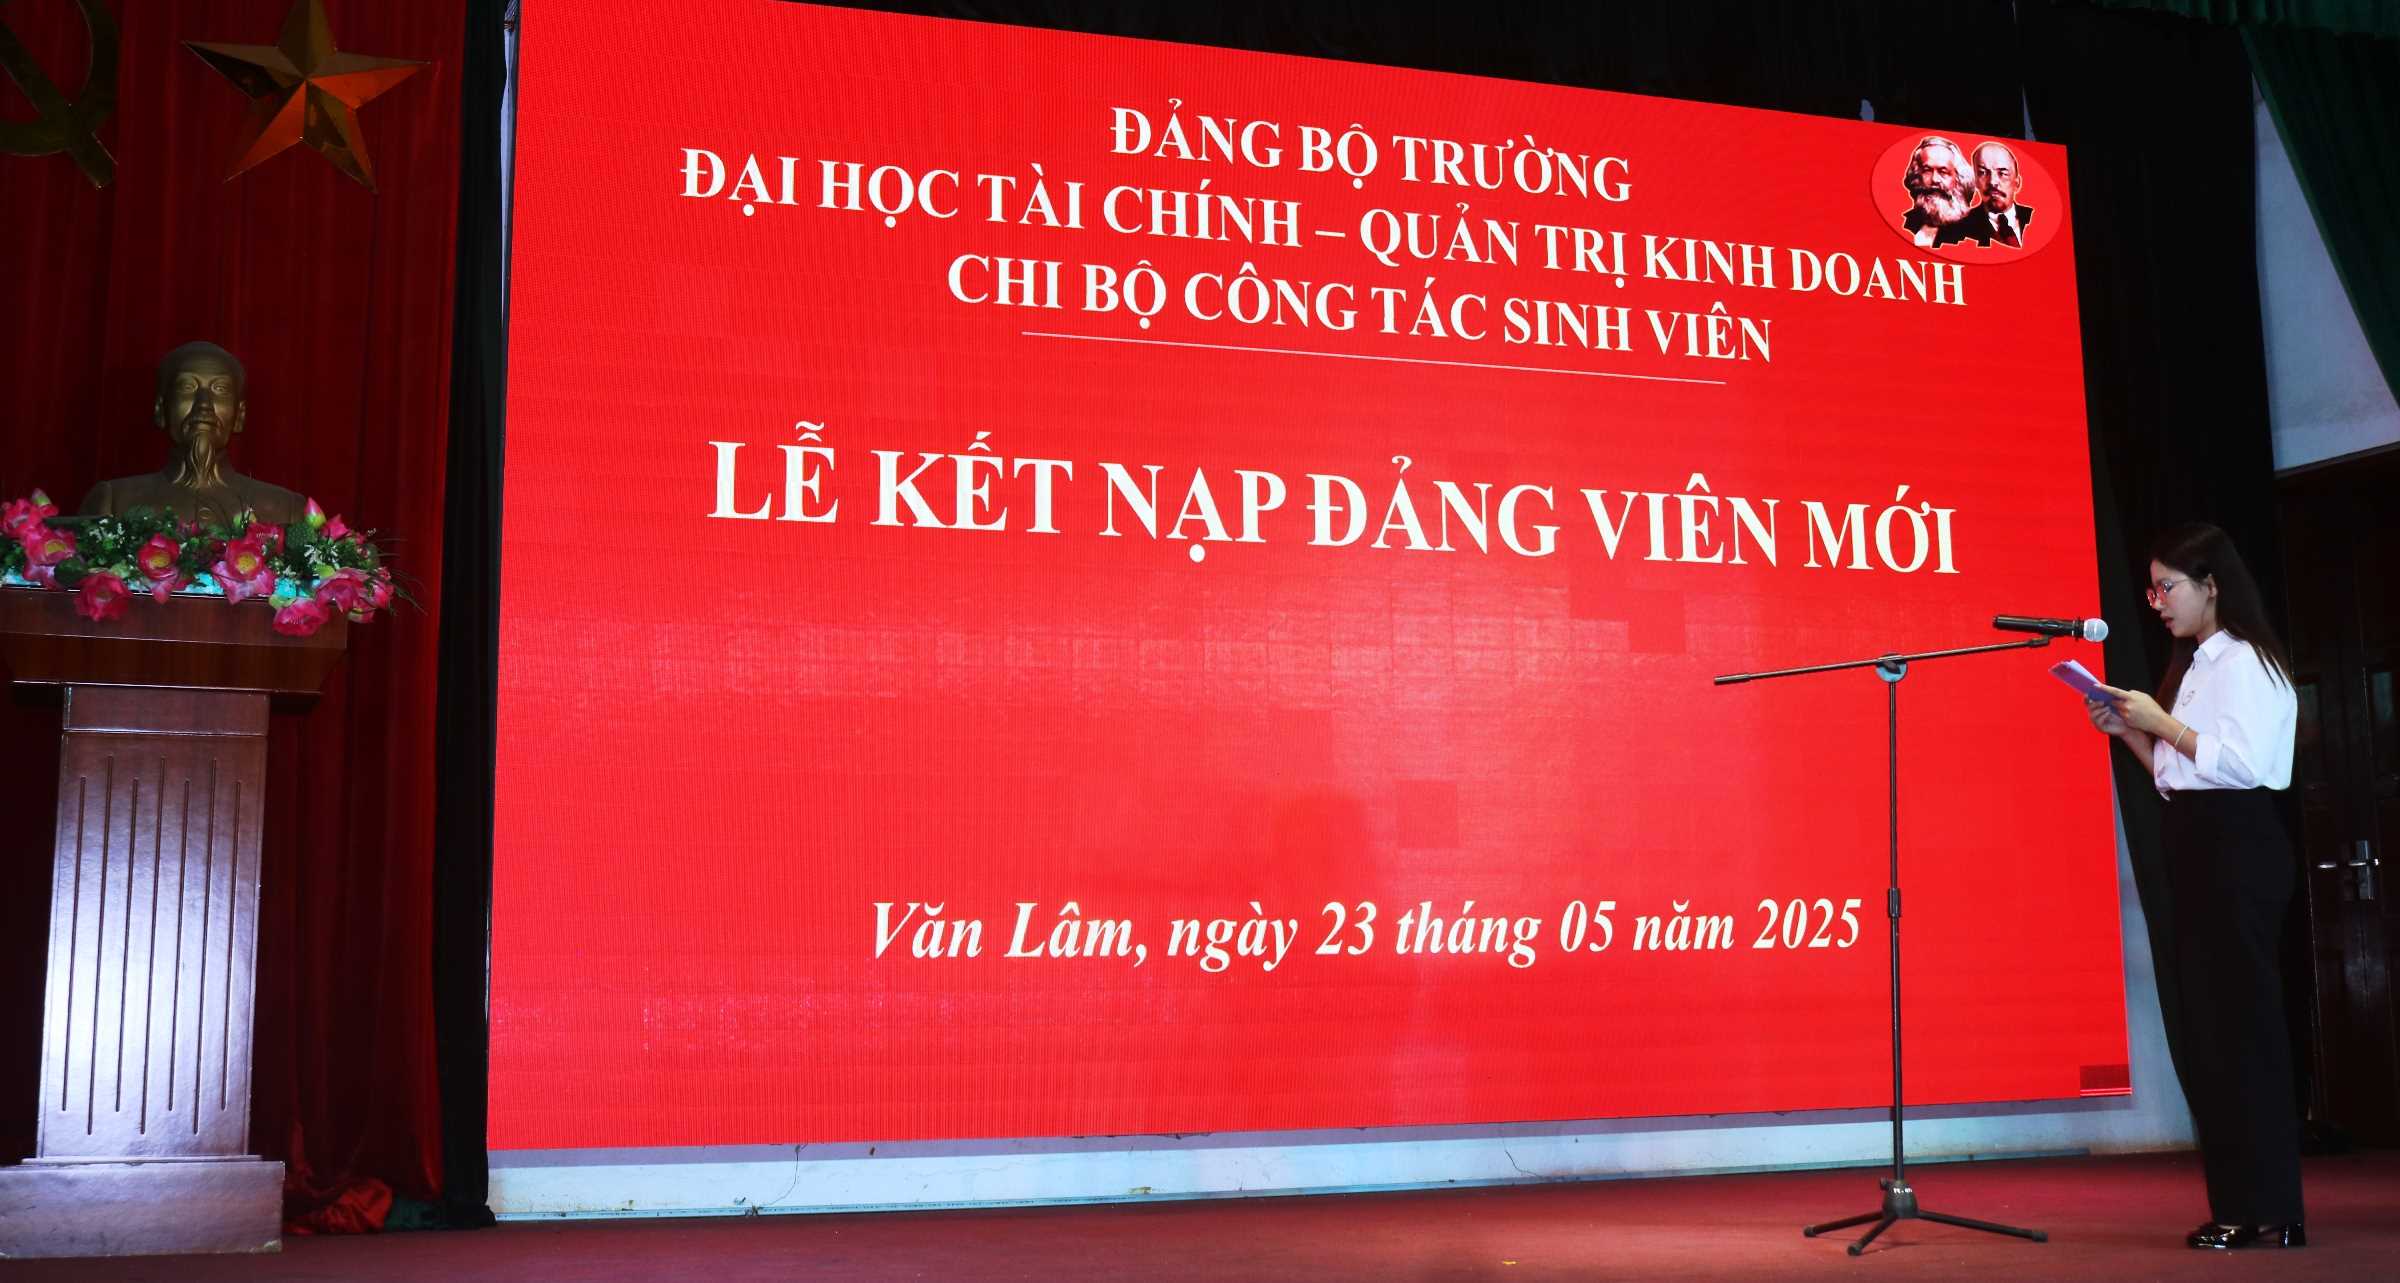 ĐẢNG BỘ TRƯỜNG
ĐẠI HỌC TÀI CHÍNH – QUẢN TRỊ KINH DOANH
CHI BỘ CÔNG TÁC SINH VIÊN
LỄ KẾT NẠP ĐẢNG VIÊN MỚI
Văn Lâm, ngày 23 tháng 05 năm 2025